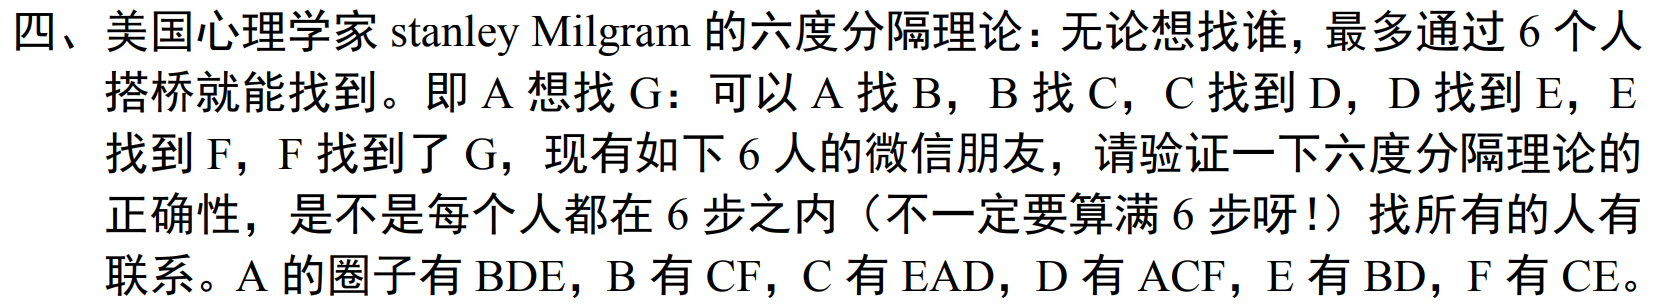 四、美国心理学家 stanley Milgram 的六度分隔理论：无论想找谁，最多通过 6 个人
搭桥就能找到。即 A 想找 G：可以 A 找 B，B 找 C，C 找到 D，D 找到 E，E
找到 F，F 找到了 G，现有如下 6 人的微信朋友，请验证一下六度分隔理论的
正确性，是不是每个人都在 6 步之内（不一定要算满 6 步呀！）找所有的人有
联系。A 的圈子有 BDE，B 有 CF，C 有 EAD，D 有 ACF，E 有 BD，F 有 CE。